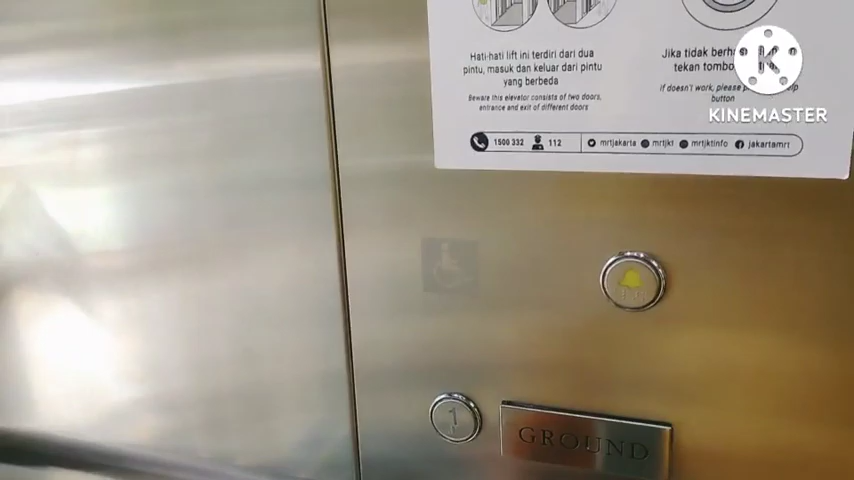 Hati-hati lift ini terdiri dari dua
pintu, masuk dan keluar dari pintu
yang berbeda
Beware this elevator consists of two doors,
entrance and exit of different doors
Jika tidak
tekan
If doesn't work, please
button
KINEMASTER
1500 332 112 mrtjakarta mrtjkt mrtjktinfo jakartamrt
1
GROUND